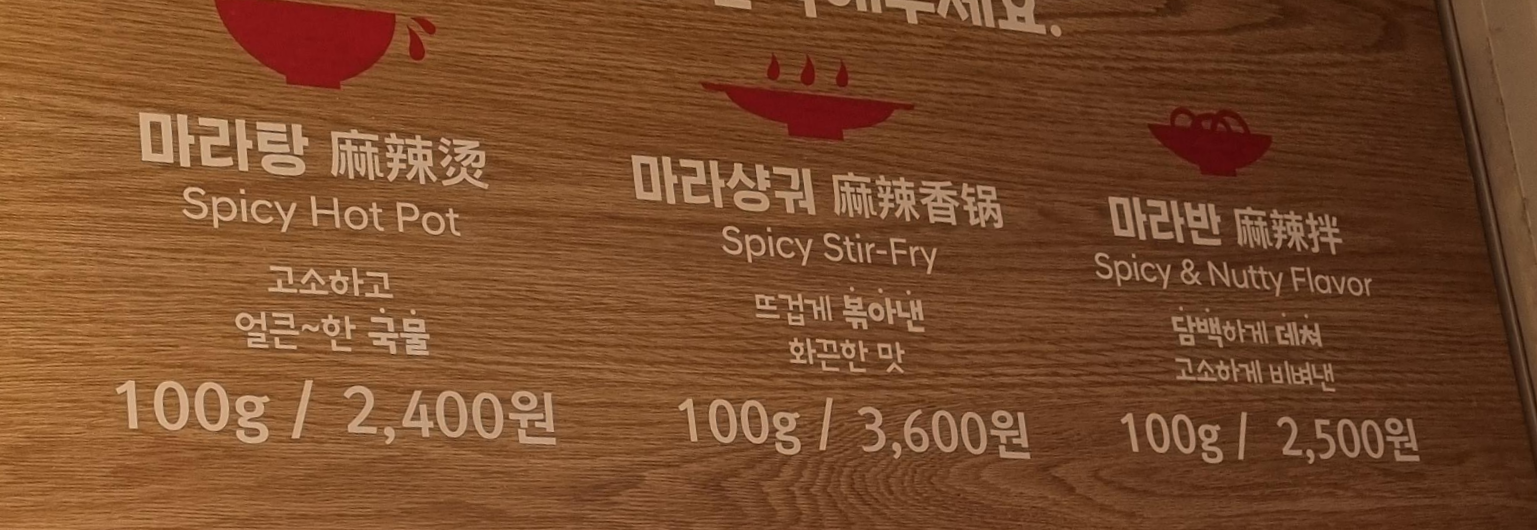 해주세요.
마라탕 麻辣烫
Spicy Hot Pot
고소하고
얼큰~한 국물
100g / 2,400원
마라샹궈 麻辣香锅
Spicy Stir-Fry
뜨겁게 볶아낸
화끈한 맛
100g / 3,600원
마라반 麻辣拌
Spicy & Nutty Flavor
담백하게 데쳐
고소하게 비벼낸
100g / 2,500원